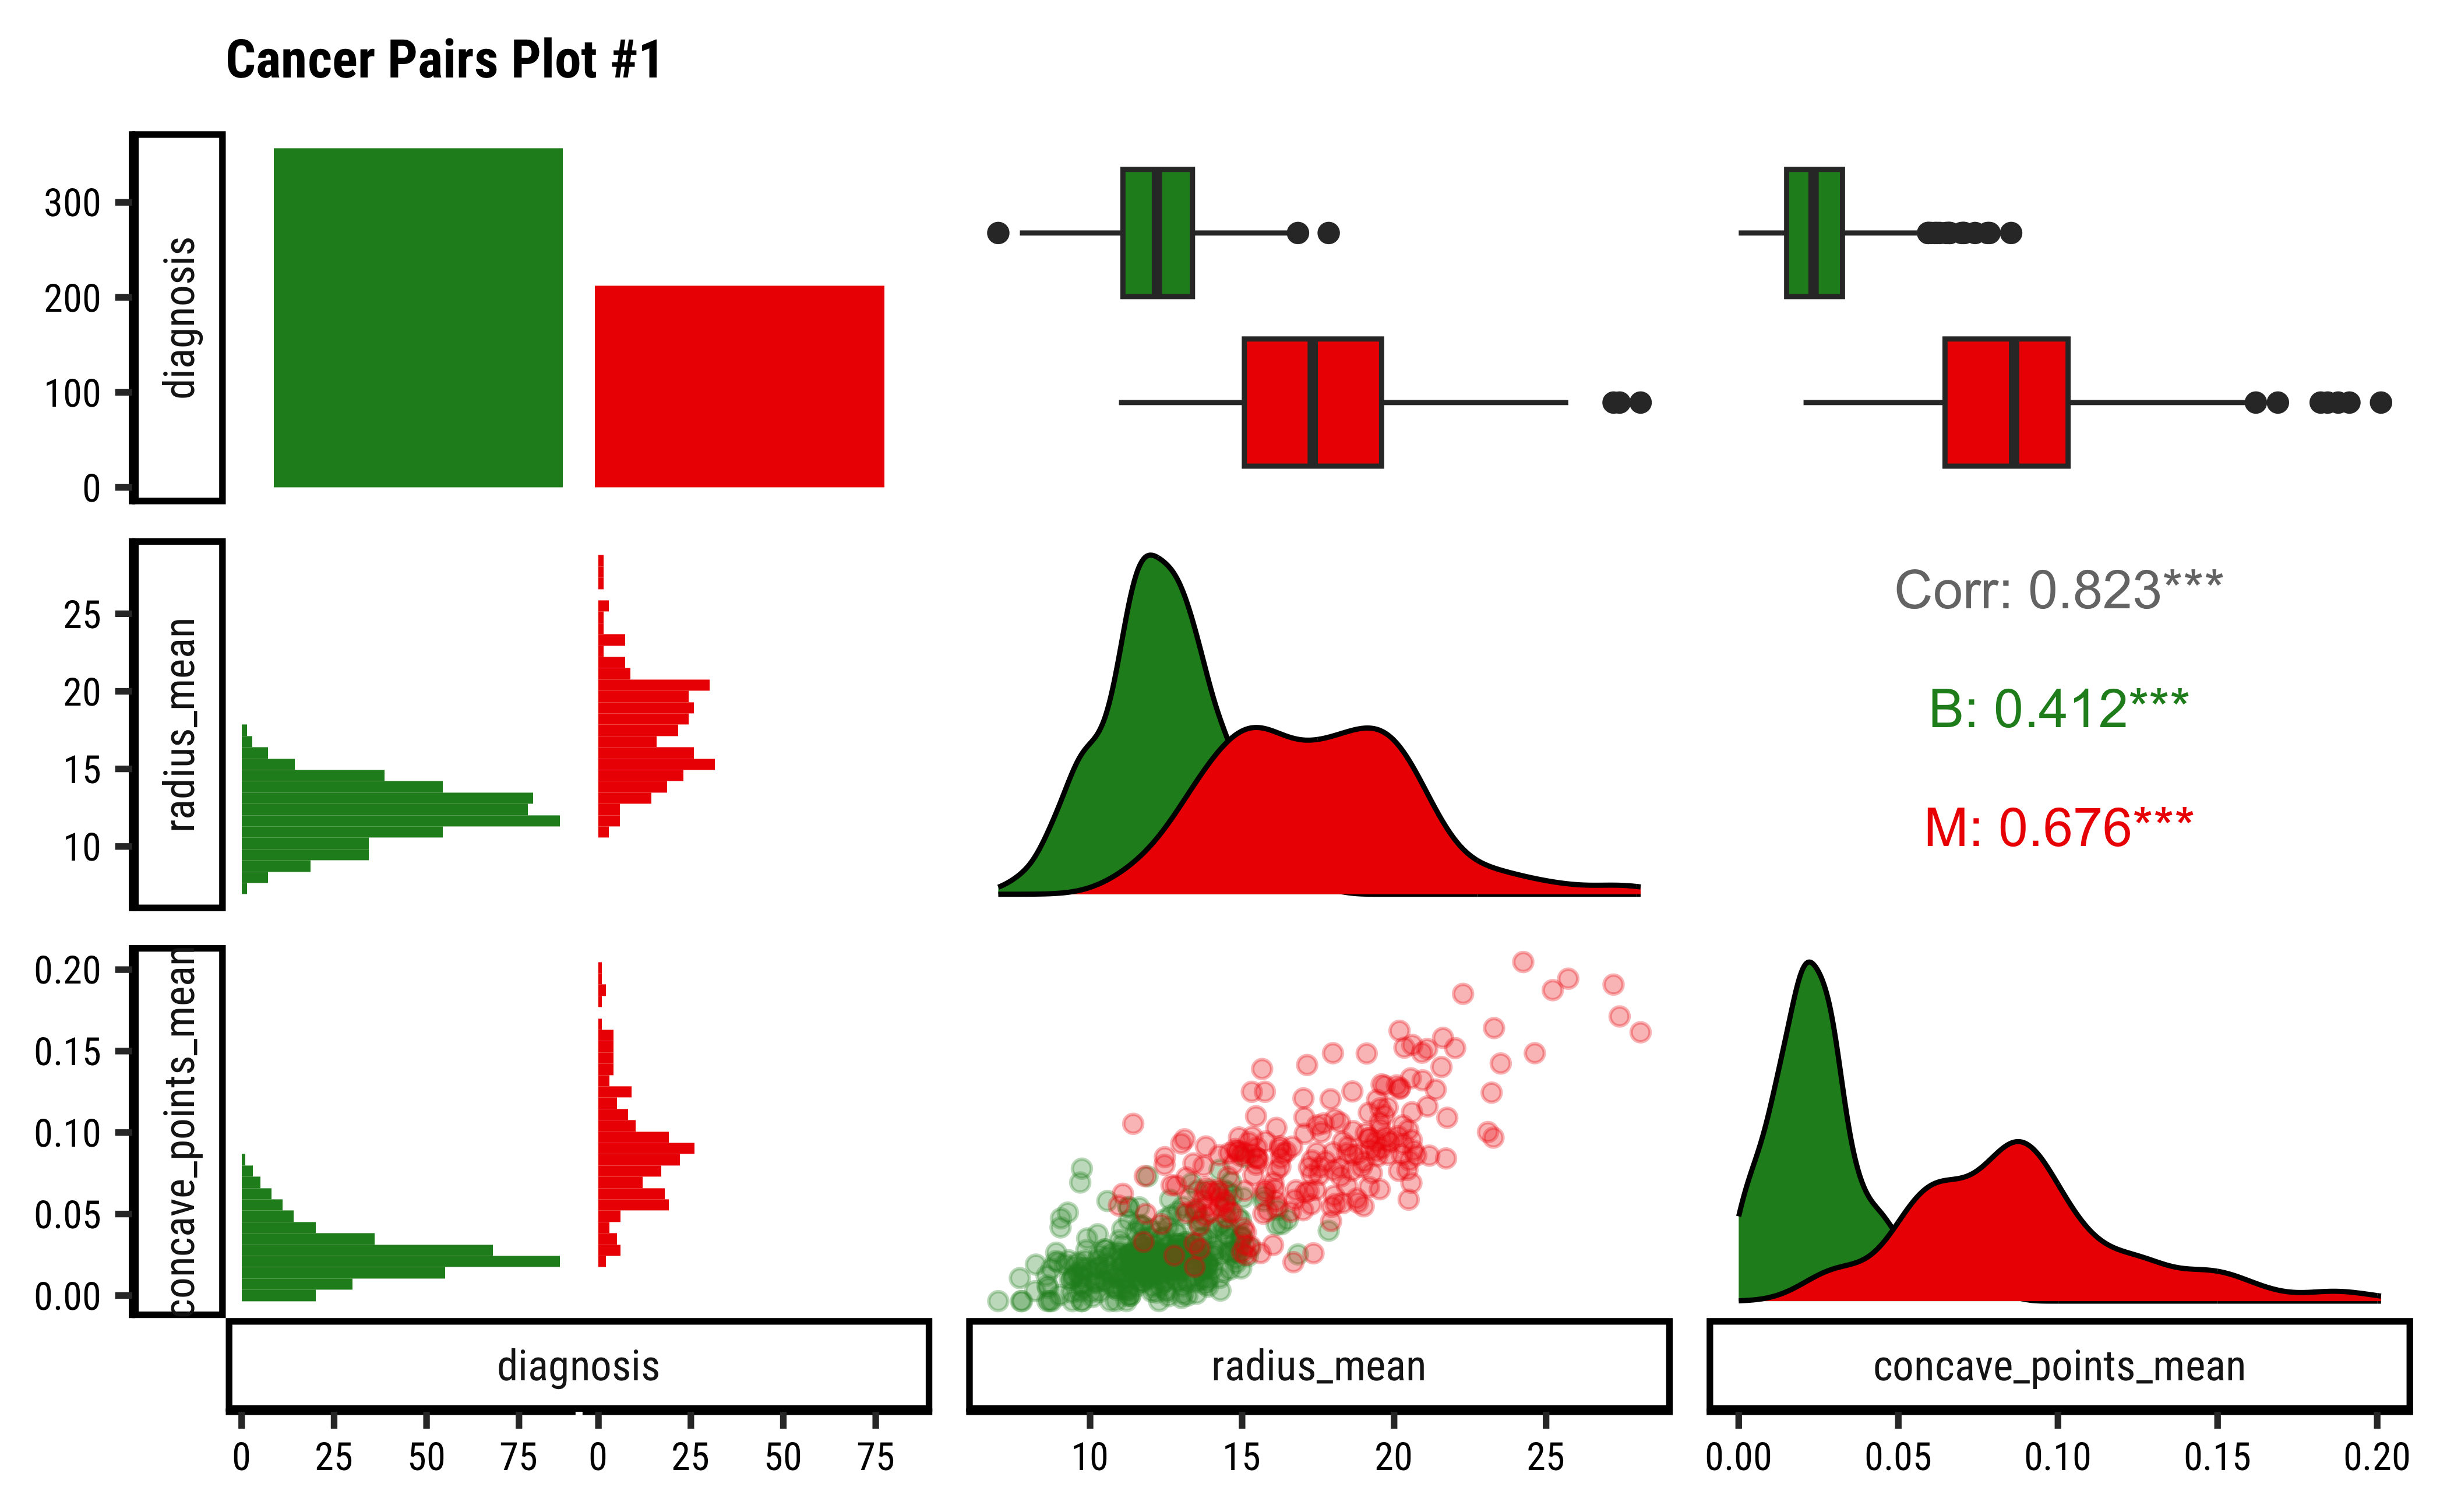 Cancer Pairs Plot #1
300
200
100
0
diagnosis
25
20
15
10
radius_mean
Corr: 0.823***
B: 0.412***
M: 0.676***
0.20
0.15
0.10
0.05
0.00
concave_points_mean
diagnosis
radius_mean
concave_points_mean
0 25 50 75 0 25 50 75
10 15 20 25
0.00 0.05 0.10 0.15 0.20